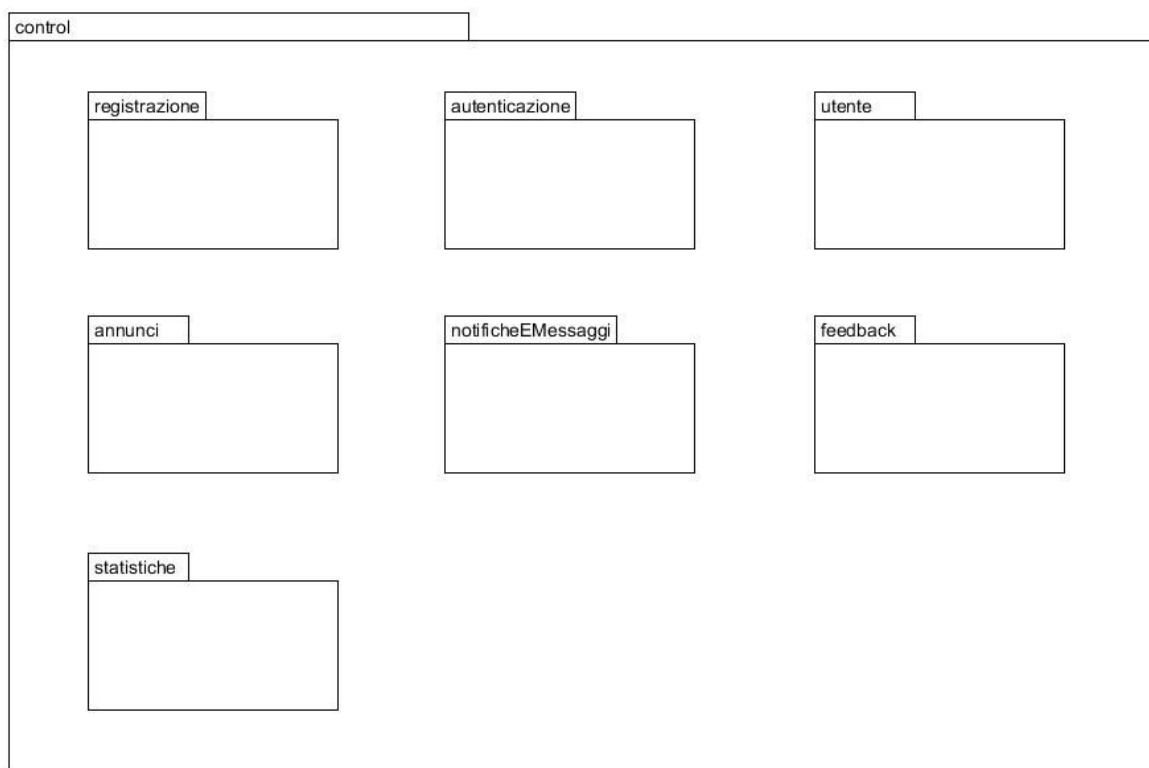 control
registrazione
autenticazione
utente
annunci
notificheEMessaggi
feedback
statistiche